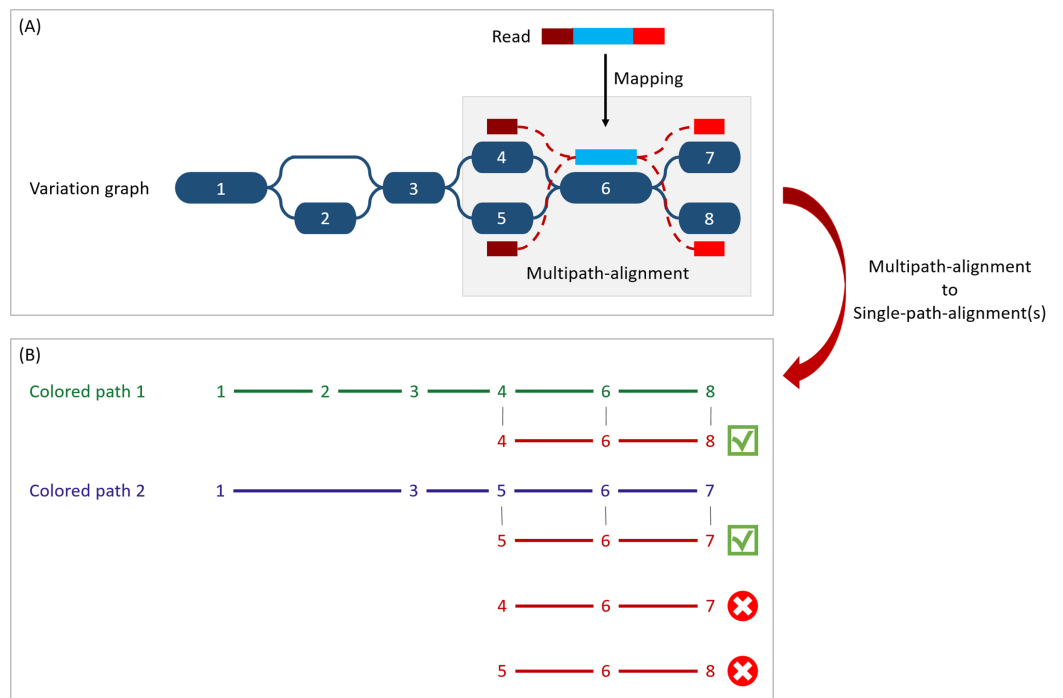 (A)
Read
Mapping
4
7
Variation graph
1
3
6
2
5
8
Multipath-alignment
Multipath-alignment
to
Single-path-alignment(s)
(B)
Colored path 1 1 2 3 4 6 8
4 6 8
Colored path 2 1 3 5 6 7
5 6 7
4 6 7
5 6 8